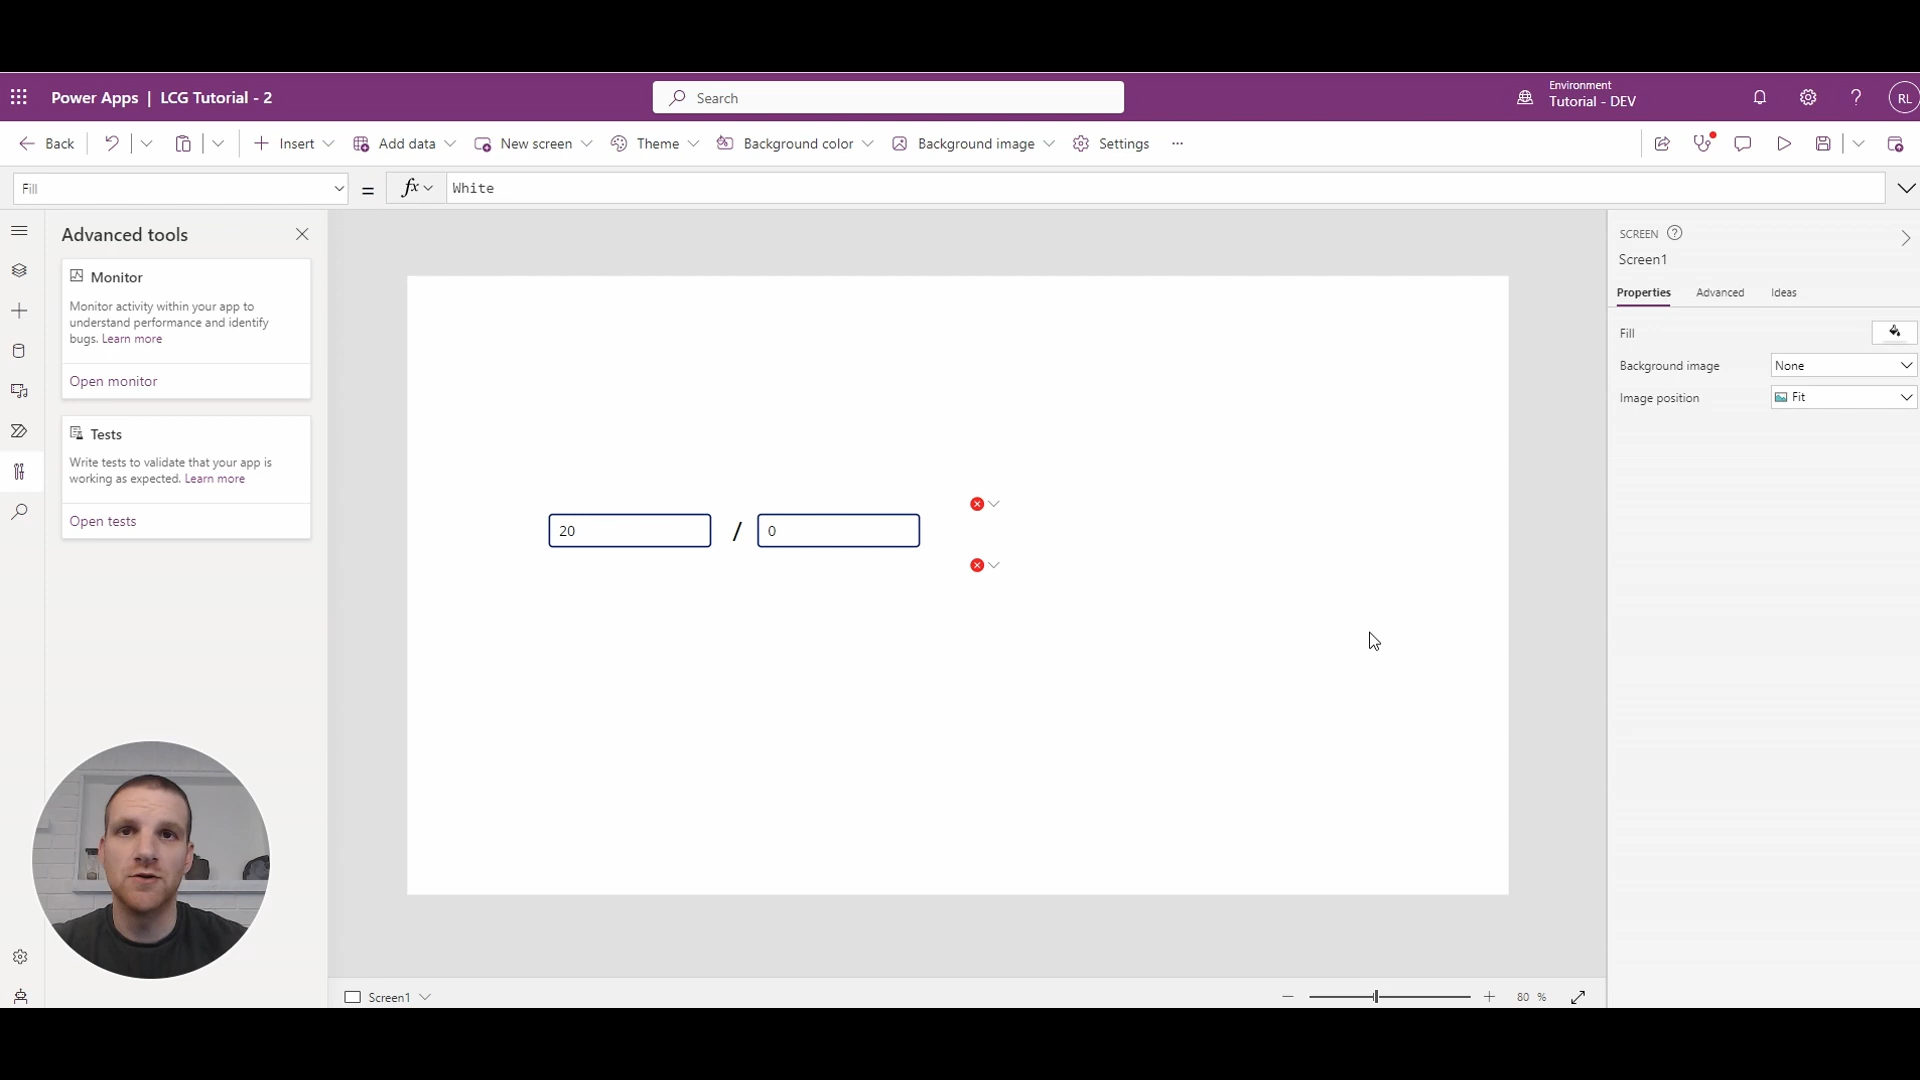 Power Apps | LCG Tutorial - 2
Search
Environment
Tutorial - DEV
RL
Back
Insert
Add data
New screen
Theme
Background color
Background image
Settings
...
Fill
=
fx
White
Advanced tools
Monitor
Monitor activity within your app to
understand performance and identify
bugs. Learn more
Open monitor
Tests
Write tests to validate that your app is
working as expected. Learn more
Open tests
20
/
0
SCREEN
Screen1
Properties
Advanced
Ideas
Fill
Background image
None
Image position
Fit
Screen1
80 %